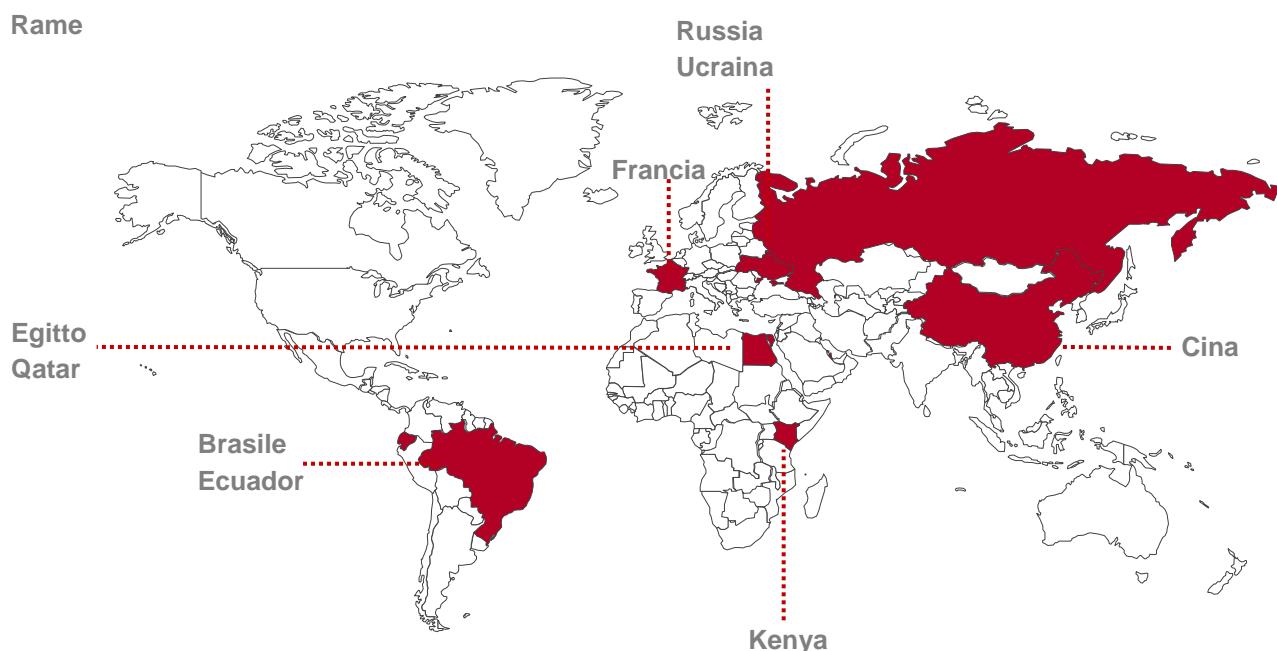 Rame
Russia
Ucraina
Francia
Egitto
Qatar
Cina
Brasile
Ecuador
Kenya